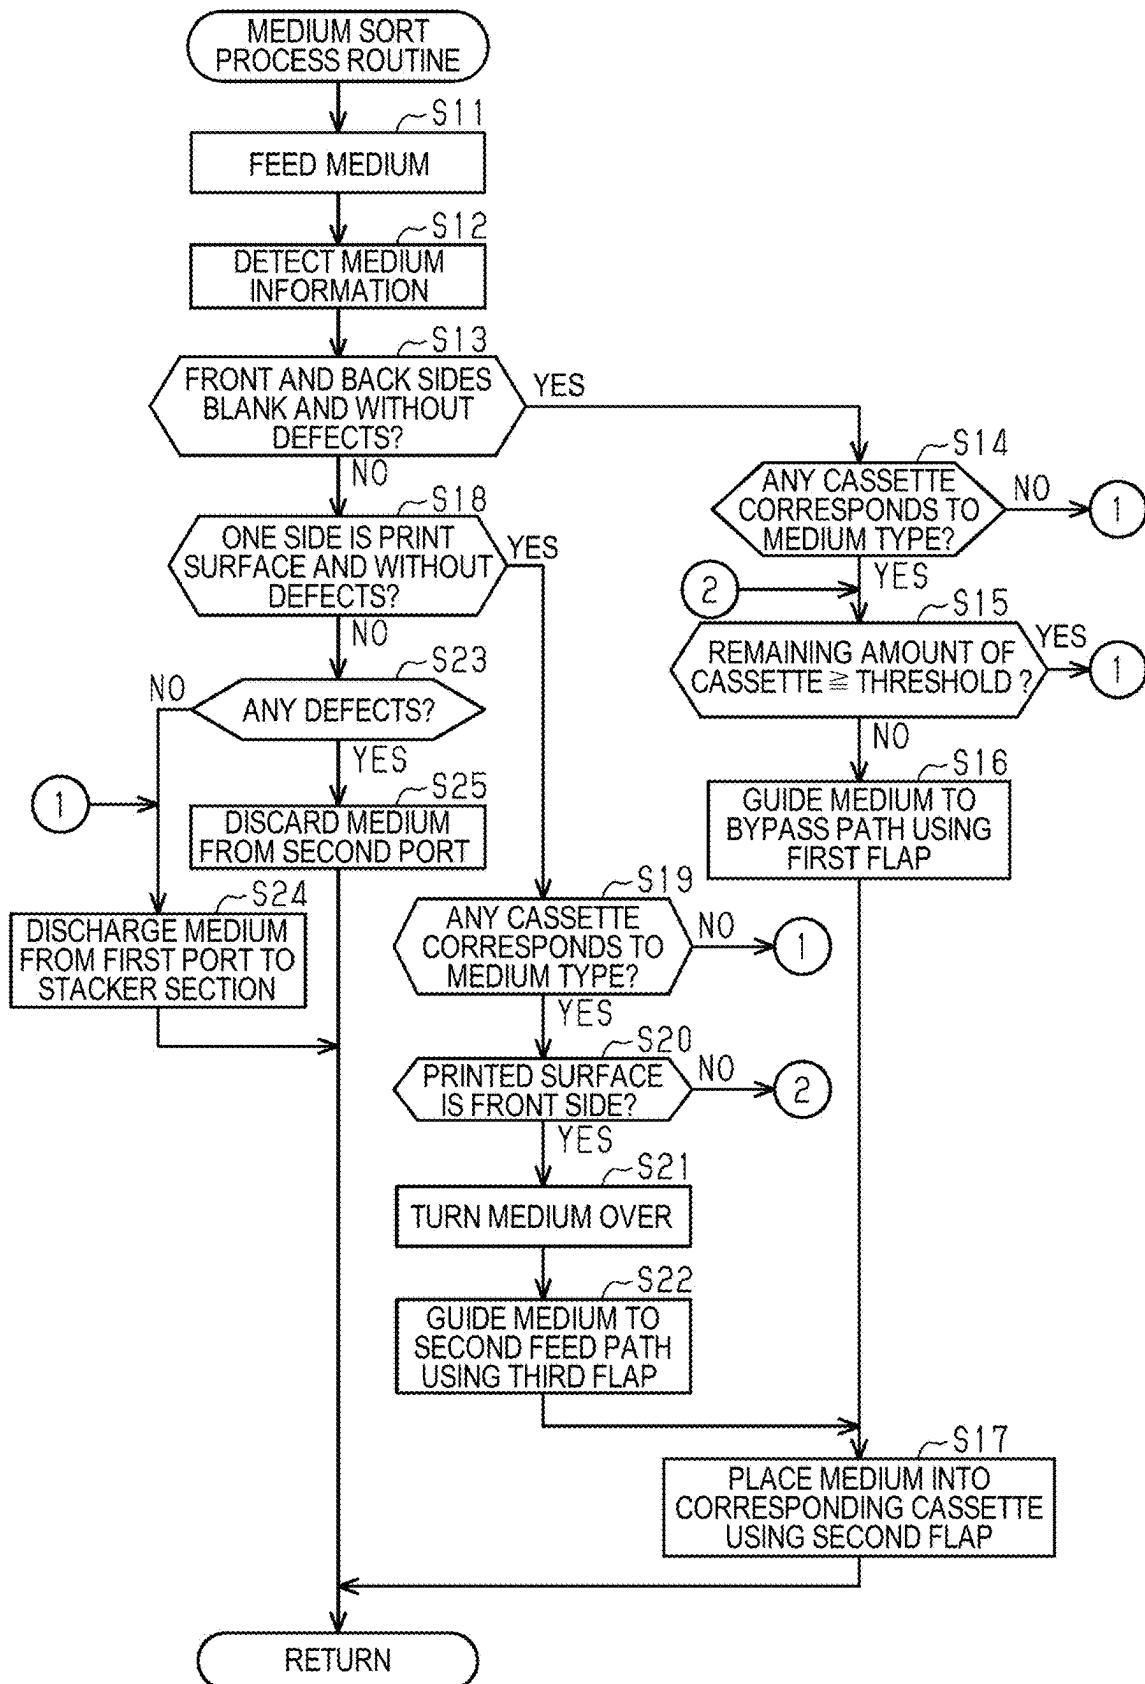 MEDIUM SORT
PROCESS ROUTINE
S11
FEED MEDIUM
S12
DETECT MEDIUM
INFORMATION
S13
FRONT AND BACK SIDES
BLANK AND WITHOUT
DEFECTS?
YES
NO
S14
ANY CASSETTE
CORRESPONDS TO
MEDIUM TYPE?
NO
1
YES
2
S15
REMAINING AMOUNT OF
CASSETTE ≧ THRESHOLD ?
YES
1
NO
S16
GUIDE MEDIUM TO
BYPASS PATH USING
FIRST FLAP
S18
ONE SIDE IS PRINT
SURFACE AND WITHOUT
DEFECTS?
YES
NO
S23
ANY DEFECTS?
NO
YES
1
S25
DISCARD MEDIUM
FROM SECOND PORT
S24
DISCHARGE MEDIUM
FROM FIRST PORT TO
STACKER SECTION
S19
ANY CASSETTE
CORRESPONDS TO
MEDIUM TYPE?
NO
1
YES
S20
PRINTED SURFACE
IS FRONT SIDE?
NO
2
YES
S21
TURN MEDIUM OVER
S22
GUIDE MEDIUM TO
SECOND FEED PATH
USING THIRD FLAP
S17
PLACE MEDIUM INTO
CORRESPONDING CASSETTE
USING SECOND FLAP
RETURN